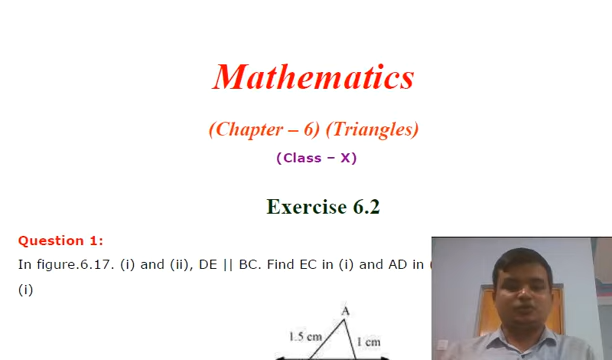 Mathematics
(Chapter – 6) (Triangles)
(Class – X)
Exercise 6.2
Question 1:
In figure.6.17. (i) and (ii), DE || BC. Find EC in (i) and AD in
(i)
A
1.5 cm
1 cm